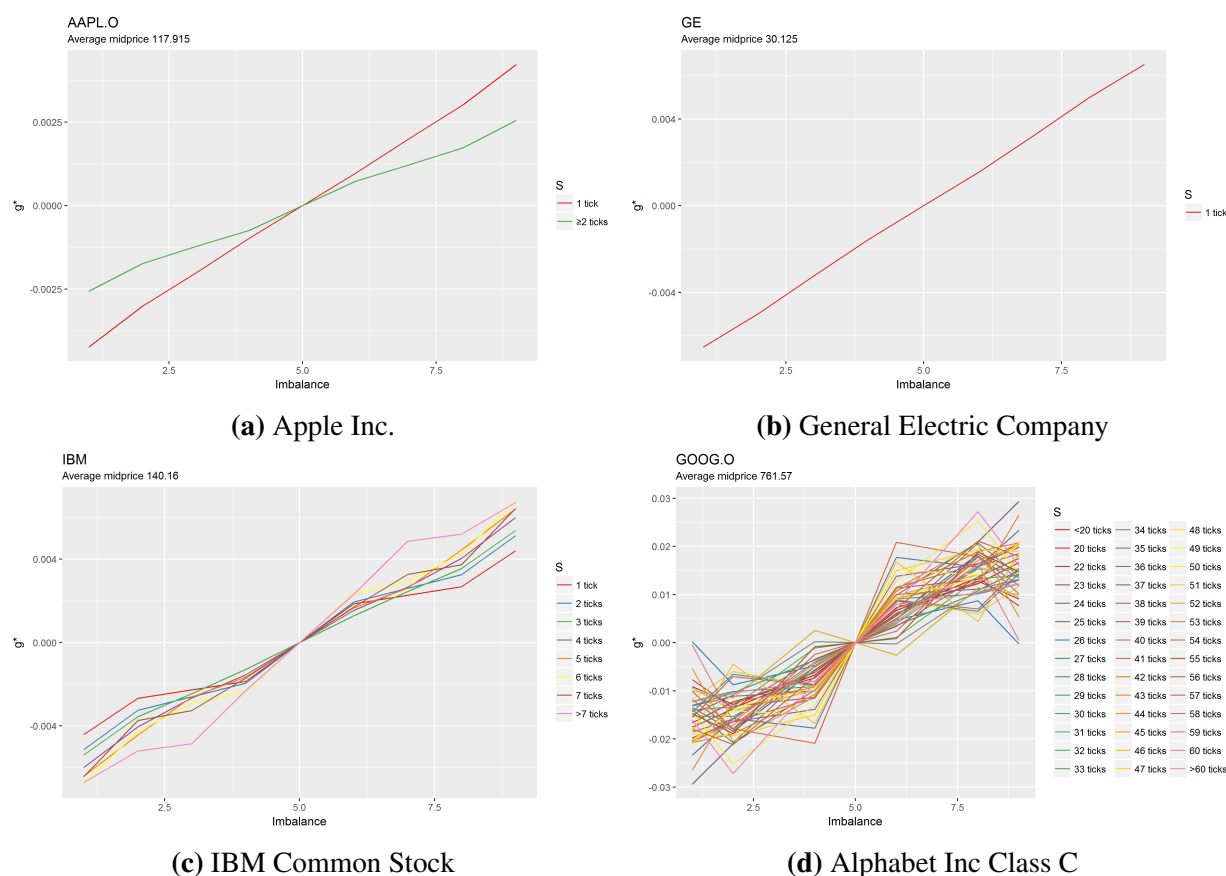 AAPL.O
Average midprice 117.915
0.0025
0.0000
-0.0025
g*
2.5 5.0 7.5
Imbalance
S
1 tick
≥2 ticks
(a) Apple Inc.
GE
Average midprice 30.125
0.004
0.000
-0.004
g*
2.5 5.0 7.5
Imbalance
S
1 tick
(b) General Electric Company
IBM
Average midprice 140.16
0.004
0.000
-0.004
g*
2.5 5.0 7.5
Imbalance
S
1 tick
2 ticks
3 ticks
4 ticks
5 ticks
6 ticks
7 ticks
>7 ticks
(c) IBM Common Stock
GOOG.O
Average midprice 761.57
0.03
0.02
0.01
0.00
-0.01
-0.02
-0.03
g*
2.5 5.0 7.5
Imbalance
S
<20 ticks 34 ticks 48 ticks
20 ticks 35 ticks 49 ticks
22 ticks 36 ticks 50 ticks
23 ticks 37 ticks 51 ticks
24 ticks 38 ticks 52 ticks
25 ticks 39 ticks 53 ticks
26 ticks 40 ticks 54 ticks
27 ticks 41 ticks 55 ticks
28 ticks 42 ticks 56 ticks
29 ticks 43 ticks 57 ticks
30 ticks 44 ticks 58 ticks
31 ticks 45 ticks 59 ticks
32 ticks 46 ticks 60 ticks
33 ticks 47 ticks >60 ticks
(d) Alphabet Inc Class C